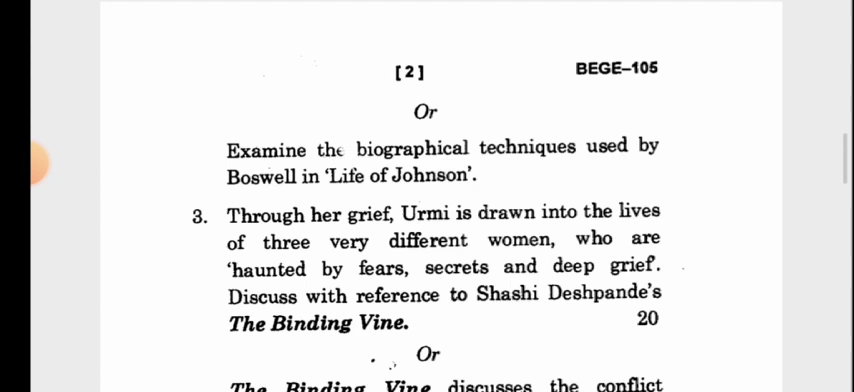 [2] BEGE–105
Or
Examine the biographical techniques used by
Boswell in ‘Life of Johnson’.
3. Through her grief, Urmi is drawn into the lives
of three very different women, who are
‘haunted by fears, secrets and deep grief’.
Discuss with reference to Shashi Deshpande’s
The Binding Vine. 20
Or
The Binding Vine discusses the conflict